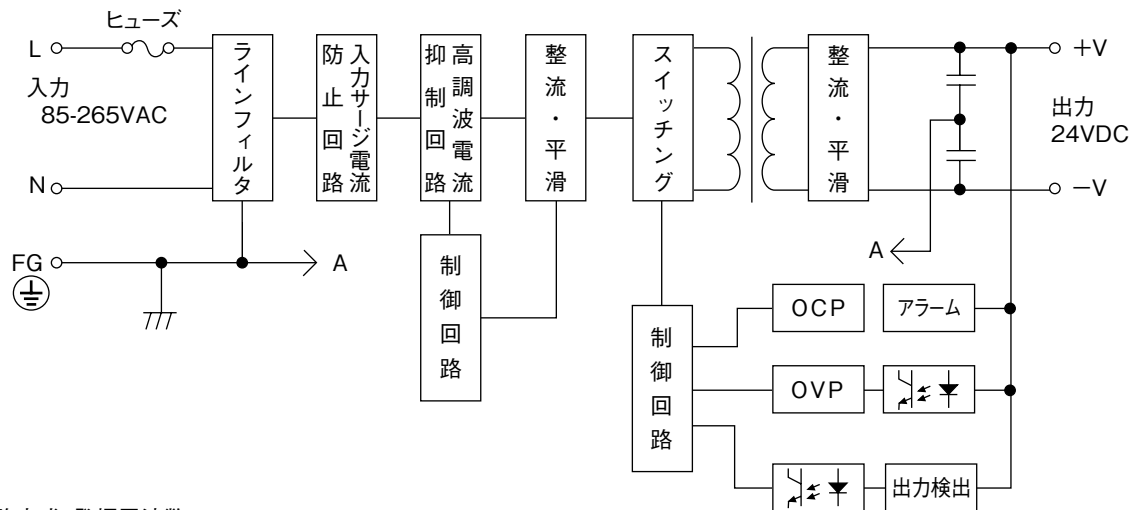 ヒューズ
L
入力
85-265VAC
N
FG
A
ラインフィルタ
入力サージ電流
防止回路
高調波電流
抑制回路
整流・平滑
制御回路
スイッチング
整流・平滑
+V
出力
24VDC
−V
A
制御回路
OCP
アラーム
OVP
出力検出